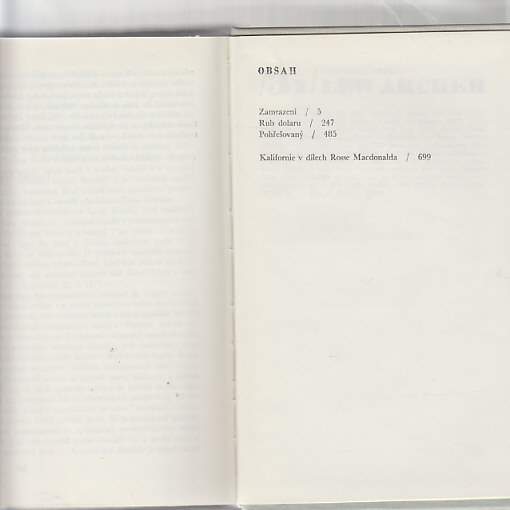 OBSAH
Zamrazení / 5
Rub dolaru / 247
Pohřešovaný / 485
Kalifornie v dílech Rosse Macdonalda / 699